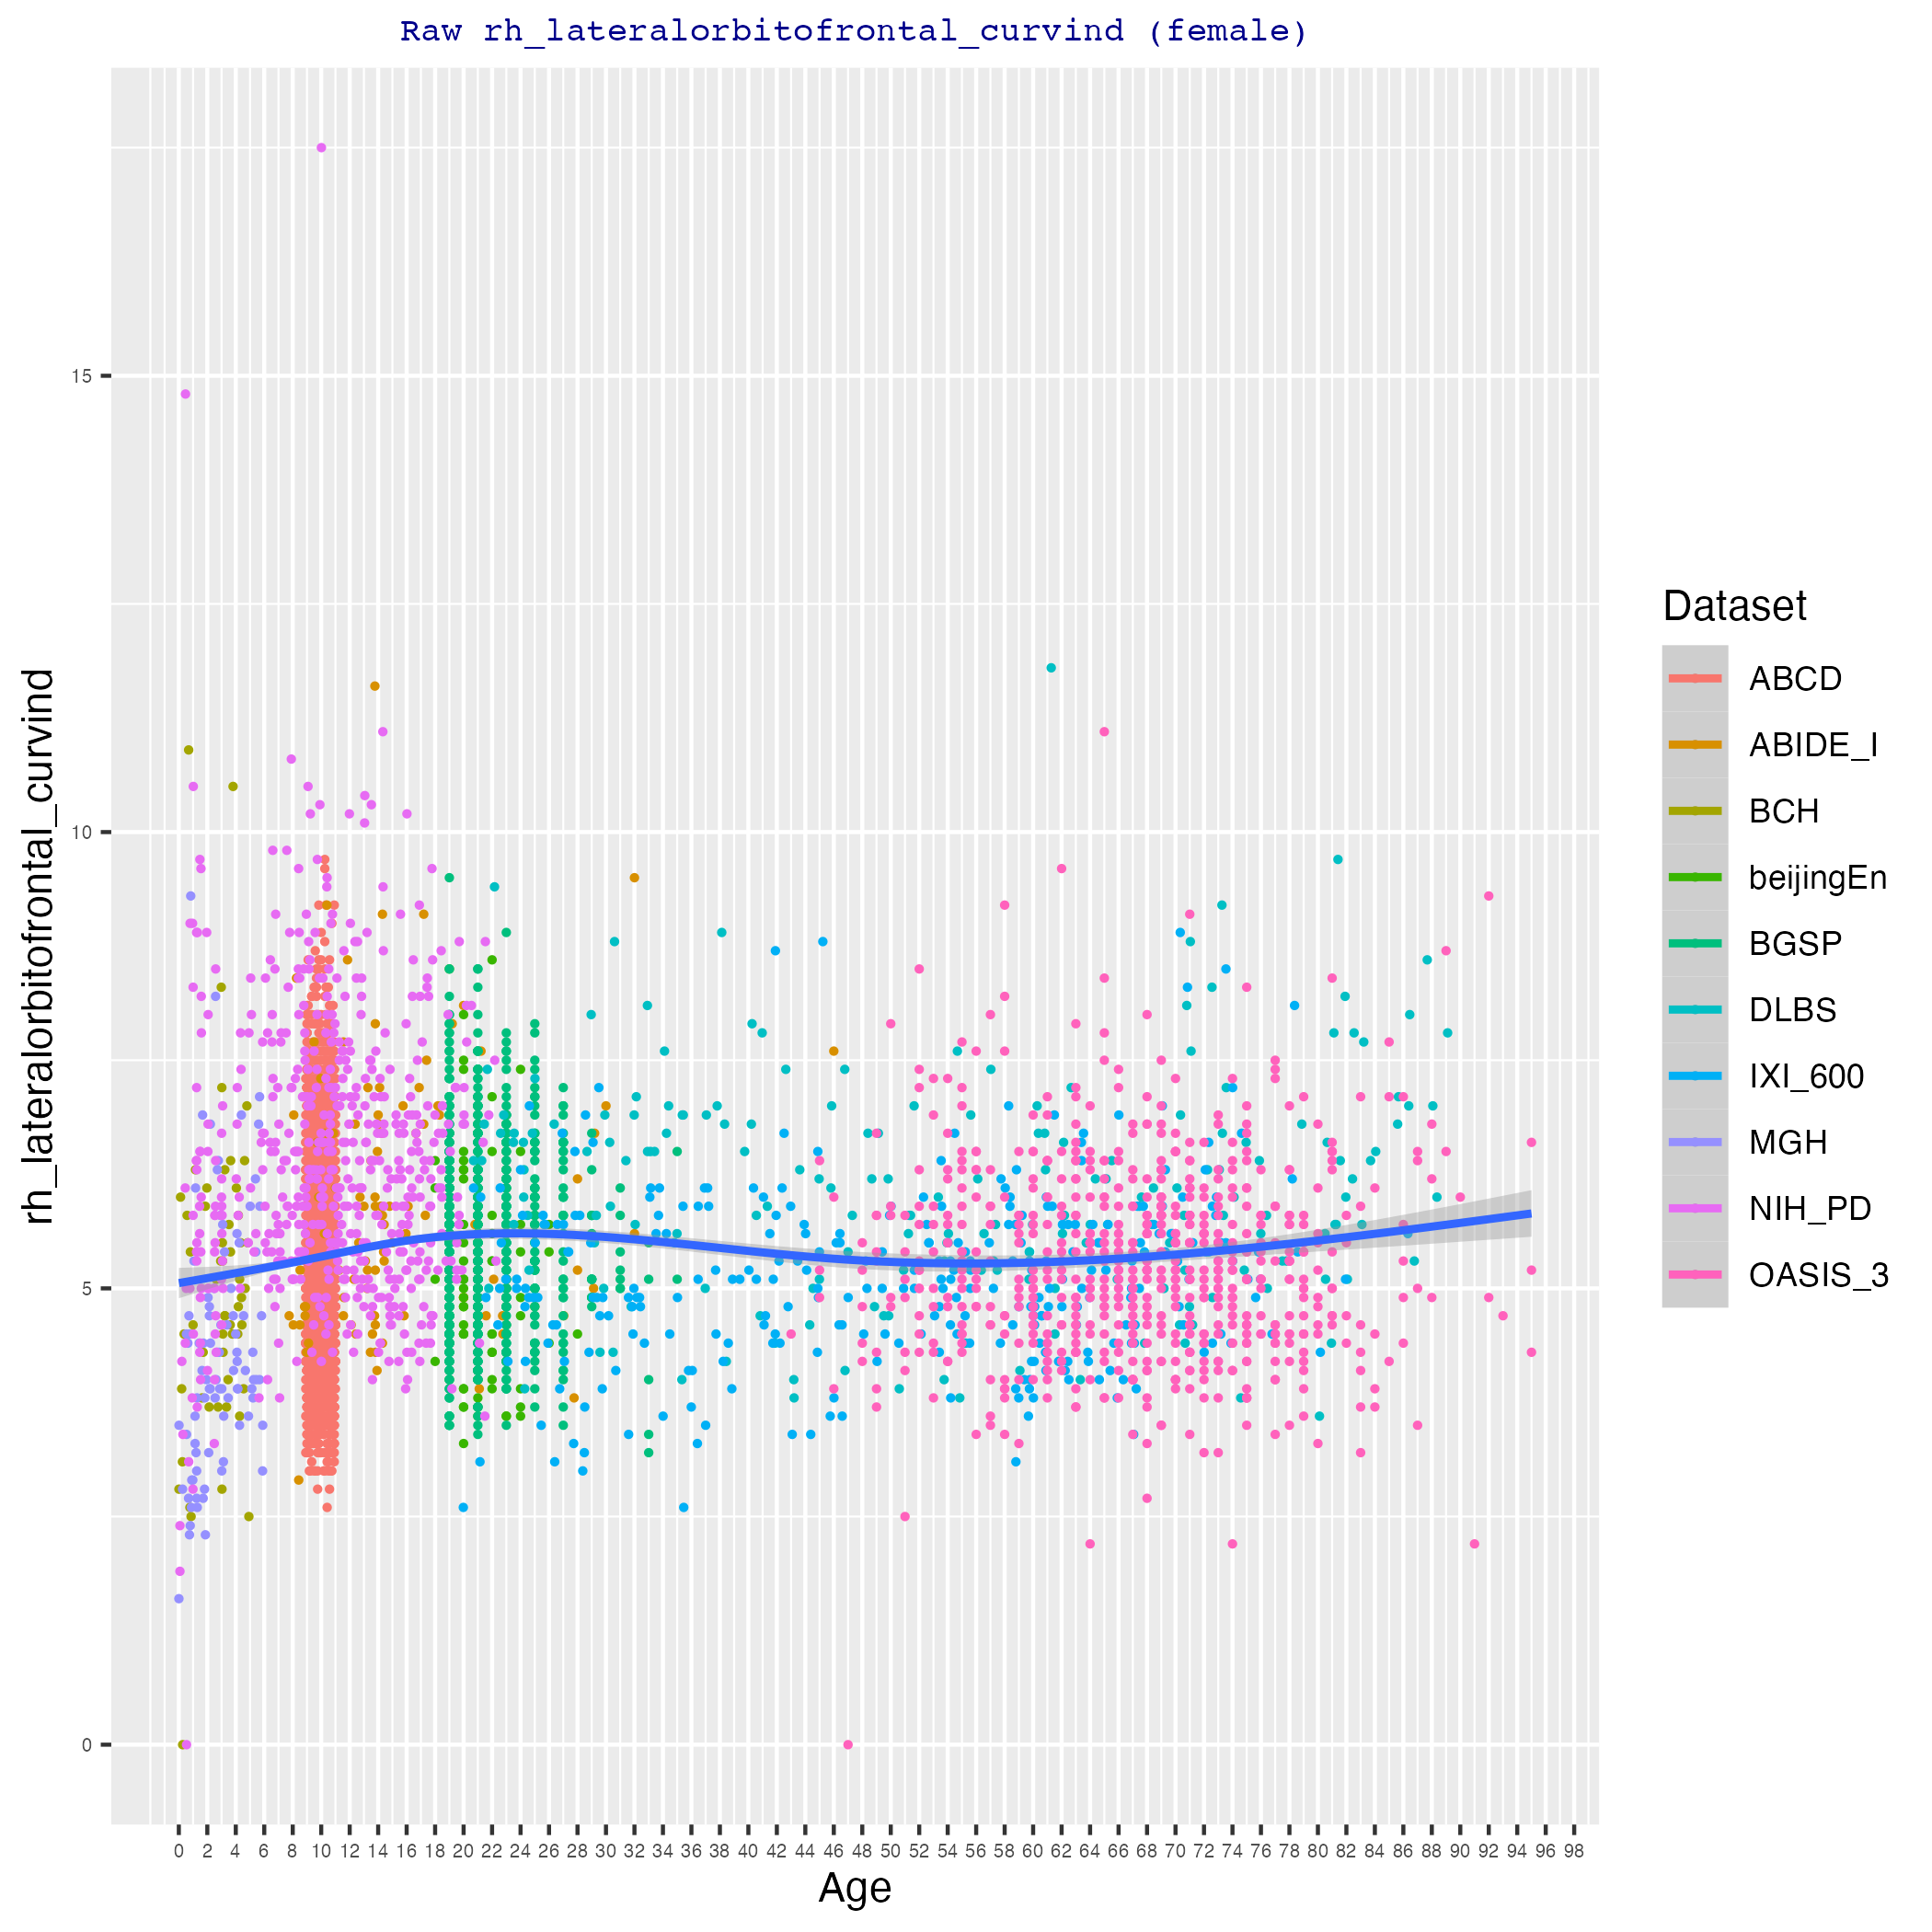 Raw rh_lateralorbitofrontal_curvind (female)
rh_lateralorbitofrontal_curvind
15
10
5
0
0 2 4 6 8 10 12 14 16 18 20 22 24 26 28 30 32 34 36 38 40 42 44 46 48 50 52 54 56 58 60 62 64 66 68 70 72 74 76 78 80 82 84 86 88 90 92 94 96 98
Age
Dataset
ABCD
ABIDE_I
BCH
beijingEn
BGSP
DLBS
IXI_600
MGH
NIH_PD
OASIS_3